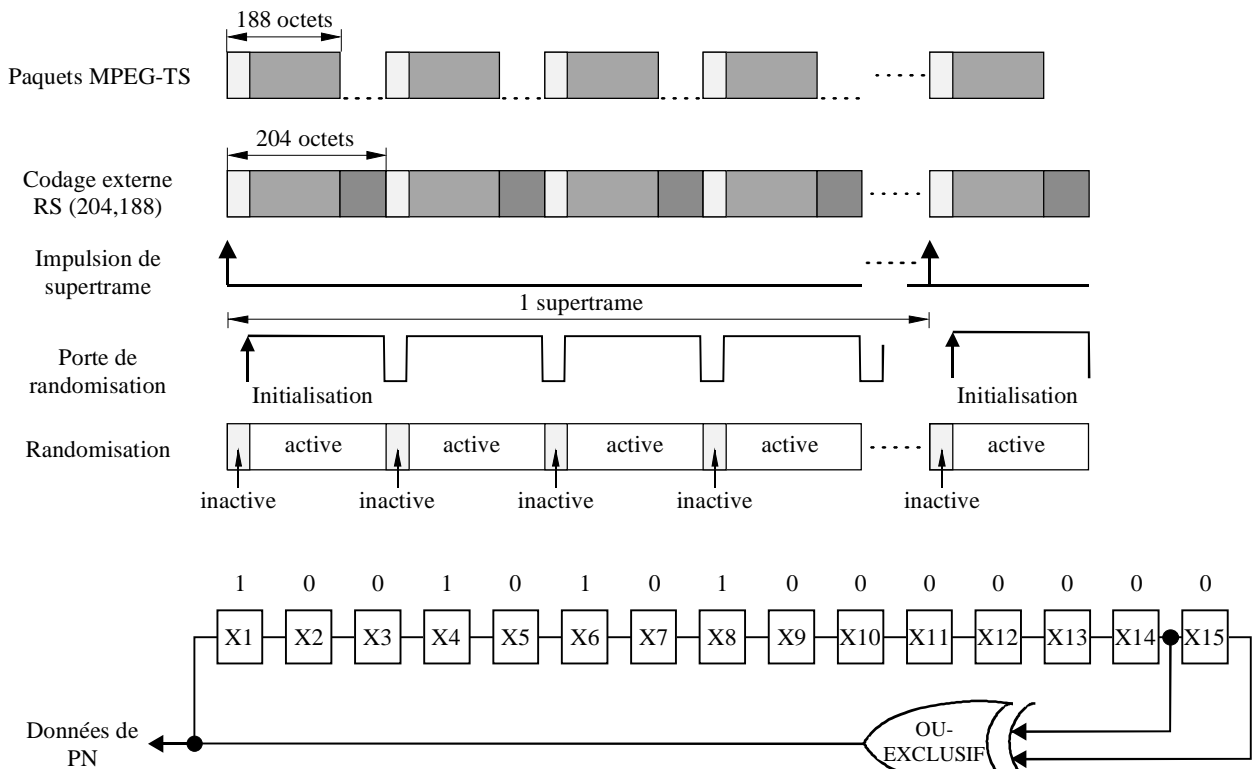 188 octets
Paquets MPEG-TS
204 octets
Codage externe
RS (204,188)
Impulsion de
supertrame
1 supertrame
Porte de
randomisation
Initialisation
Initialisation
Randomisation
active
active
active
active
active
inactive
inactive
inactive
inactive
inactive
1 0 0 1 0 1 0 1 0 0 0 0 0 0 0
X1 X2 X3 X4 X5 X6 X7 X8 X9 X10 X11 X12 X13 X14 X15
Données de
PN
OU-
EXCLUSIF